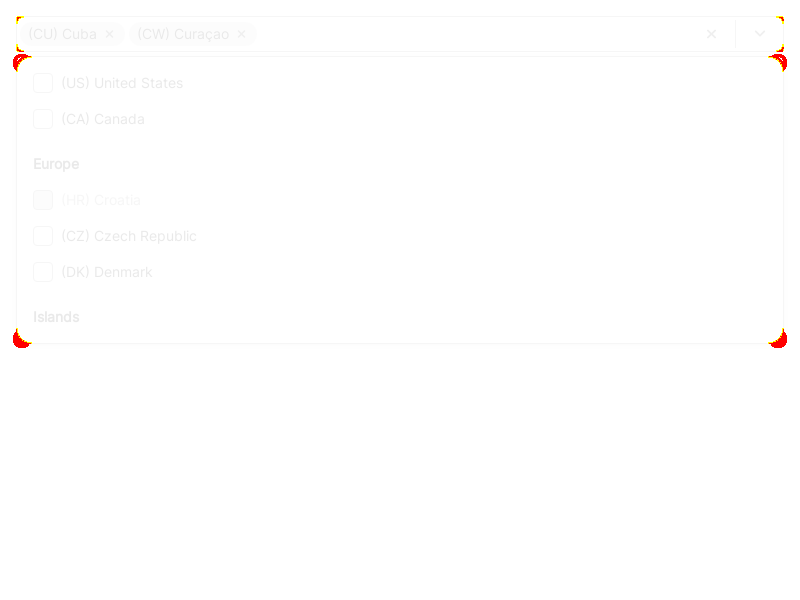 (CU) Cuba × (CW) Curaçao ×
(US) United States
(CA) Canada
Europe
(HR) Croatia
(CZ) Czech Republic
(DK) Denmark
Islands